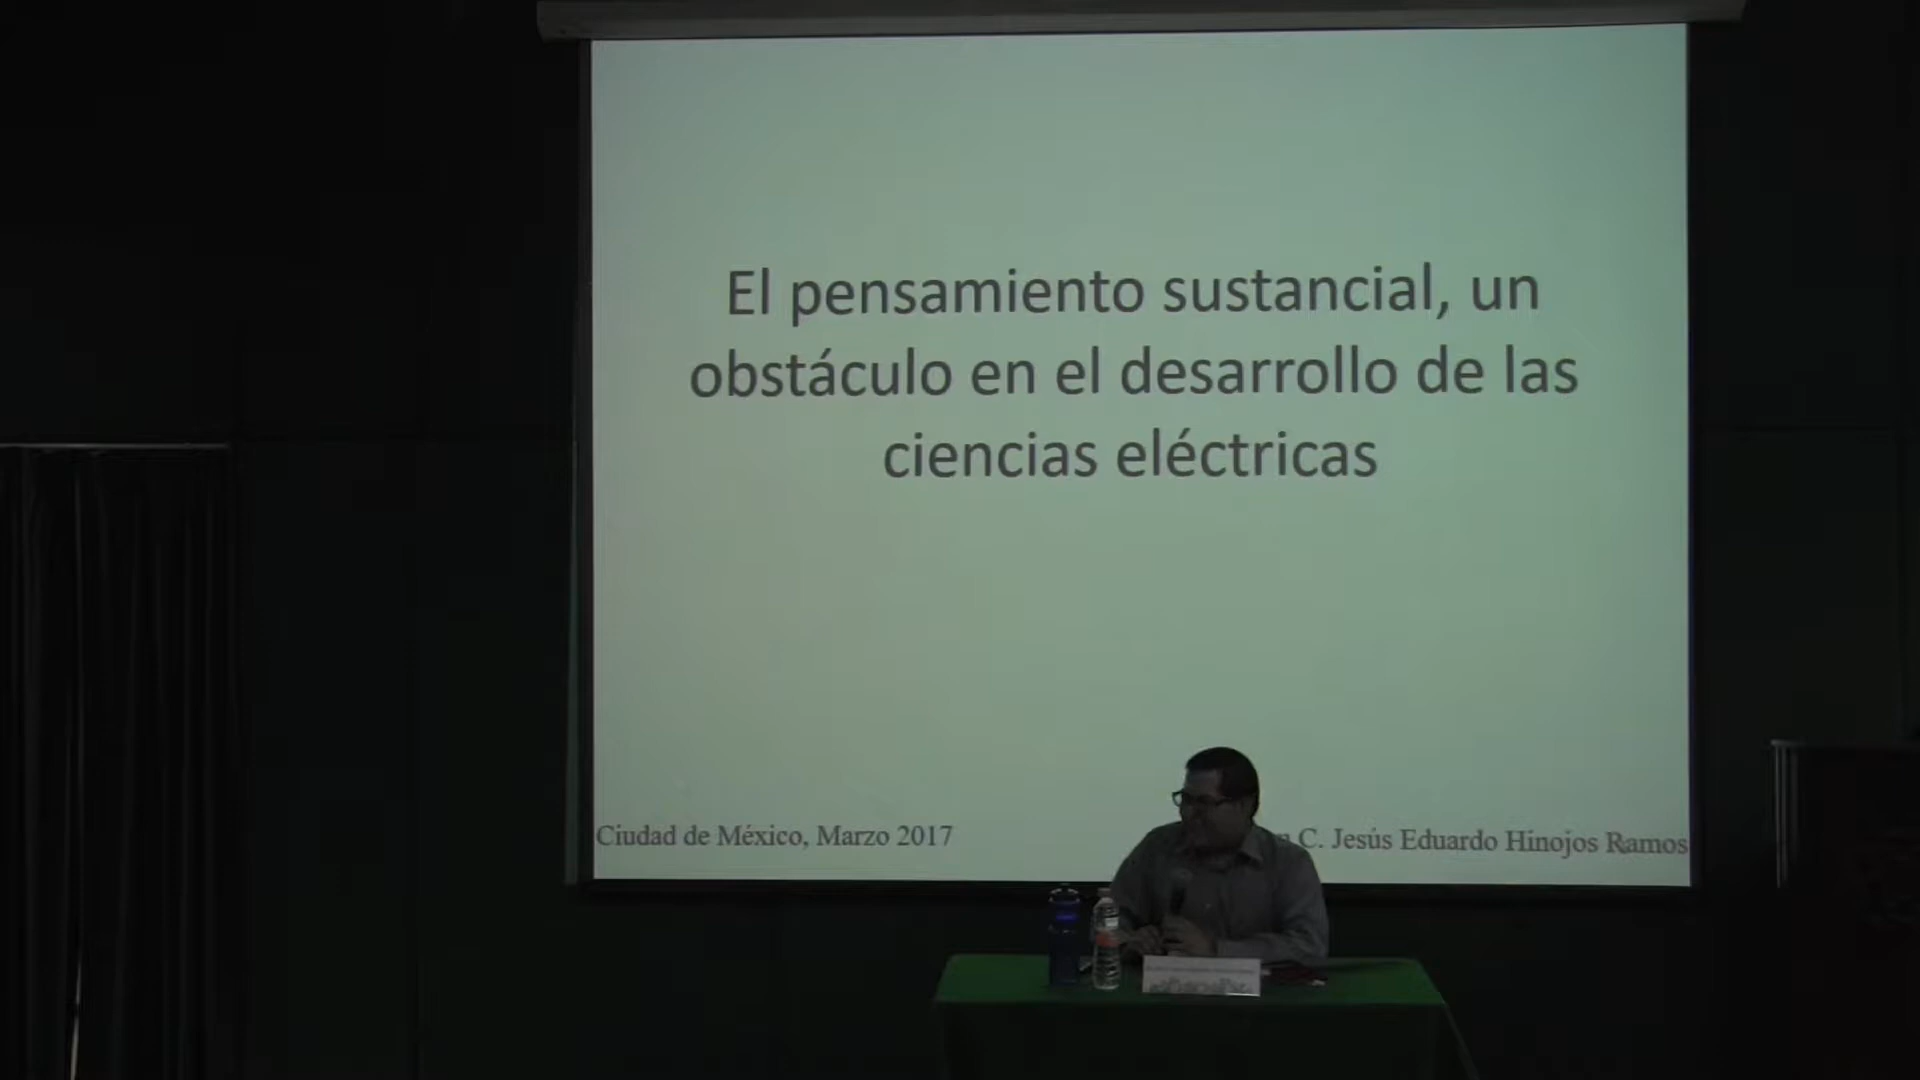 El pensamiento sustancial, un
obstáculo en el desarrollo de las
ciencias eléctricas
Ciudad de México, Marzo 2017
C. Jesús Eduardo Hinojos Ramos